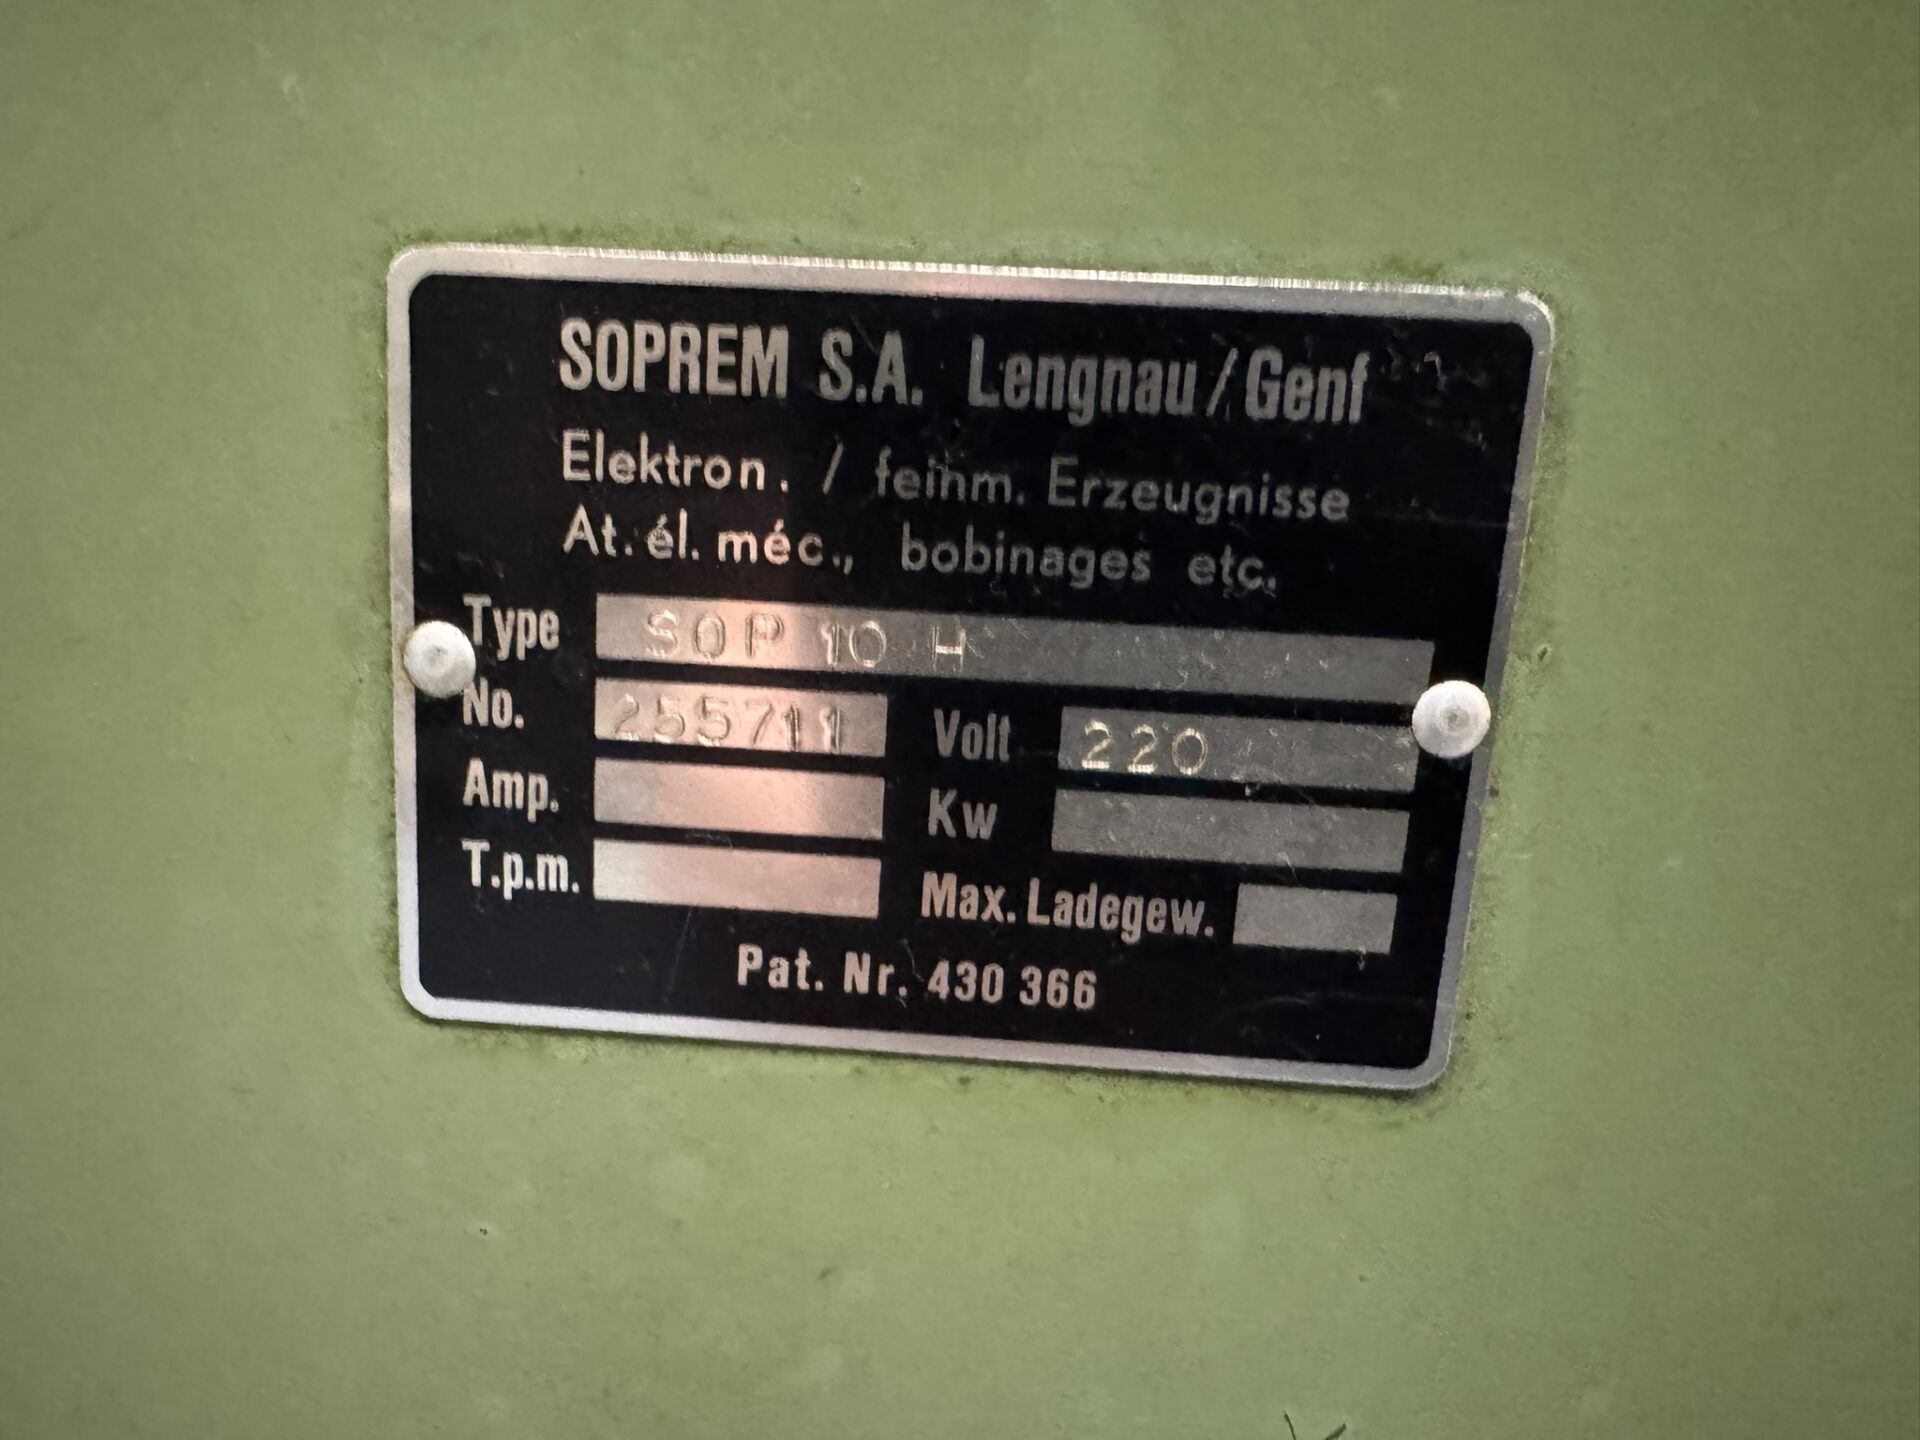 SOPREM S.A. Lengnau/Genf
Elektron. / feinm. Erzeugnisse
At. él. méc., bobinages etc.
Type SOP 10 H
No. 255711 Volt 220
Amp. Kw
T.p.m. Max. Ladegew.
Pat. Nr. 430 366